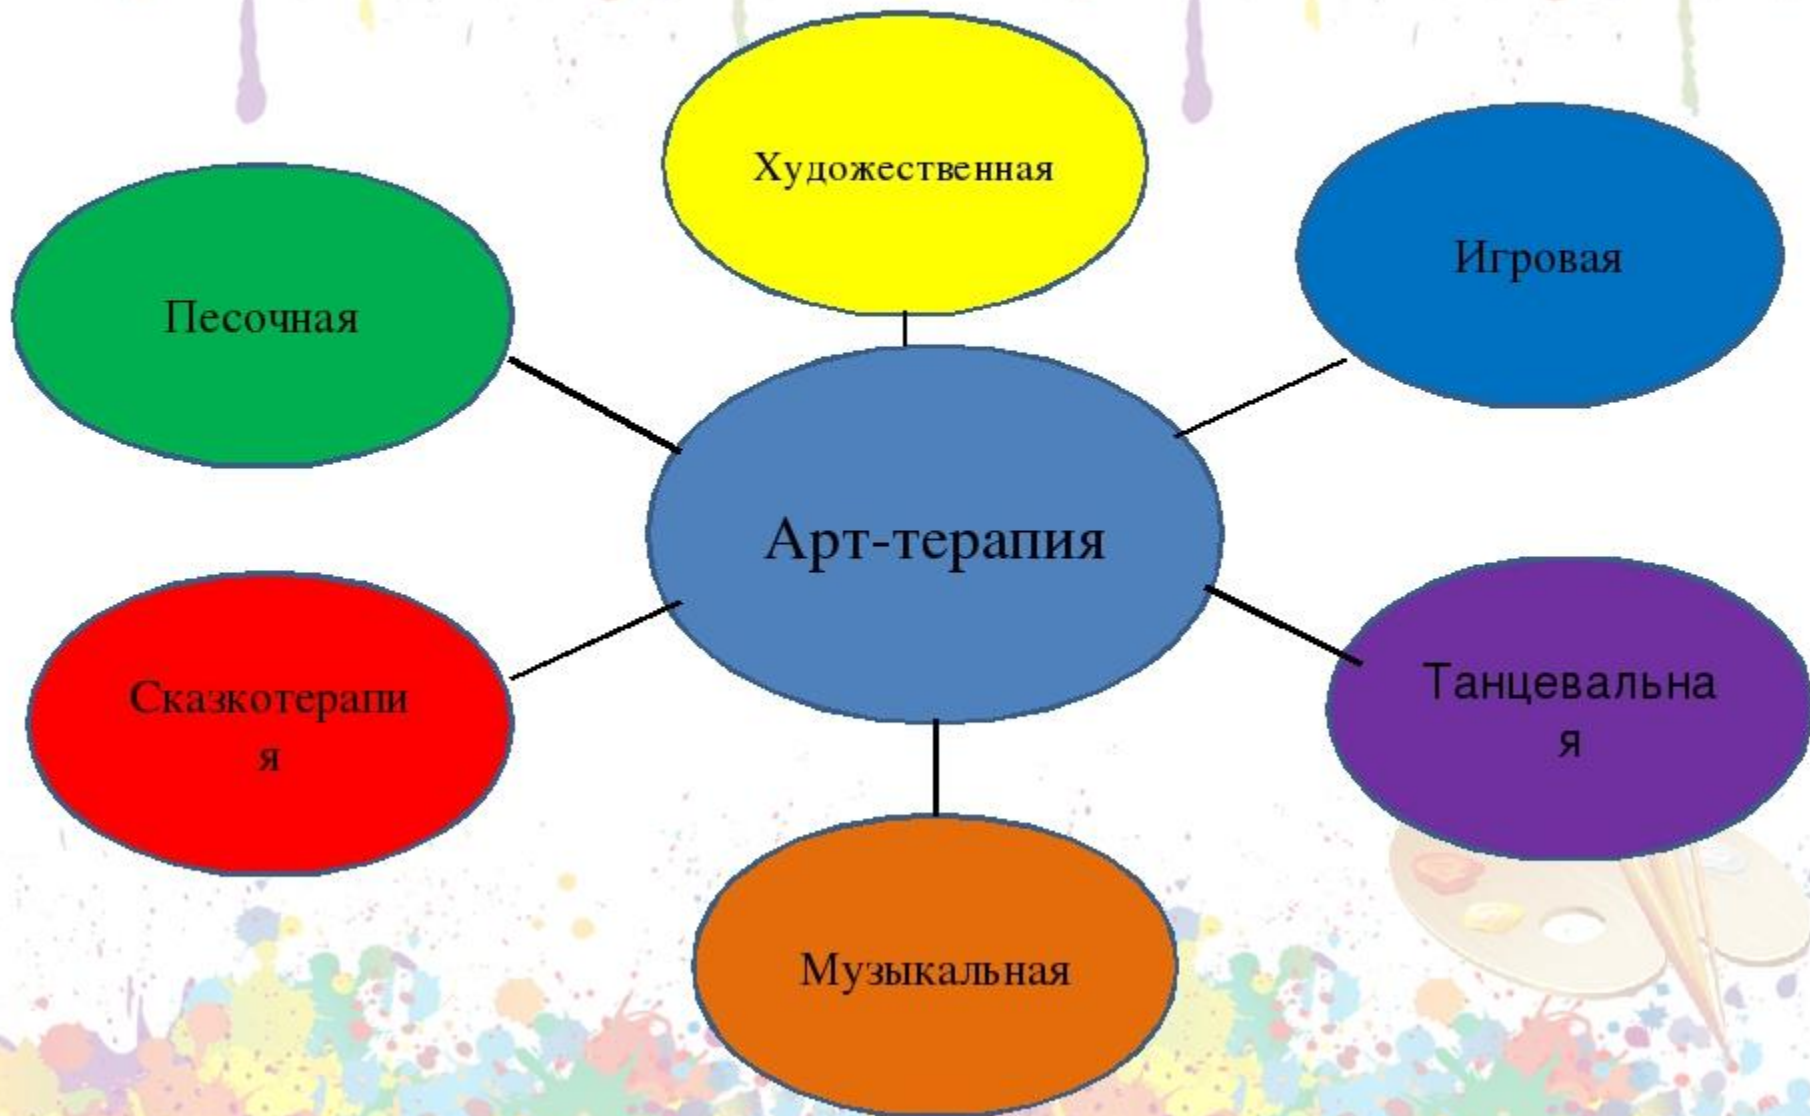 Художественная
Игровая
Песочная
Арт-терапия
Сказкотерапи
я
Танцевальна
я
Музыкальная